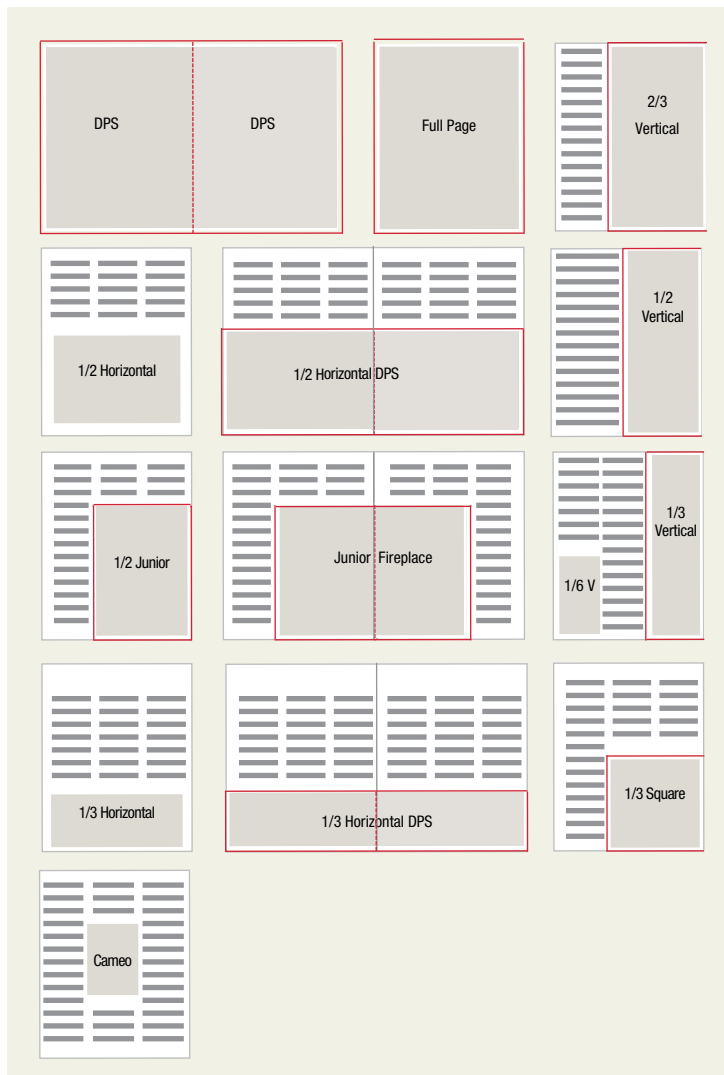 DPS
DPS
Full Page
2/3
Vertical
1/2 Horizontal
1/2 Horizontal DPS
1/2
Vertical
1/2 Junior
Junior Fireplace
1/3
Vertical
1/6 V
1/3 Horizontal
1/3 Horizontal DPS
1/3 Square
Cameo